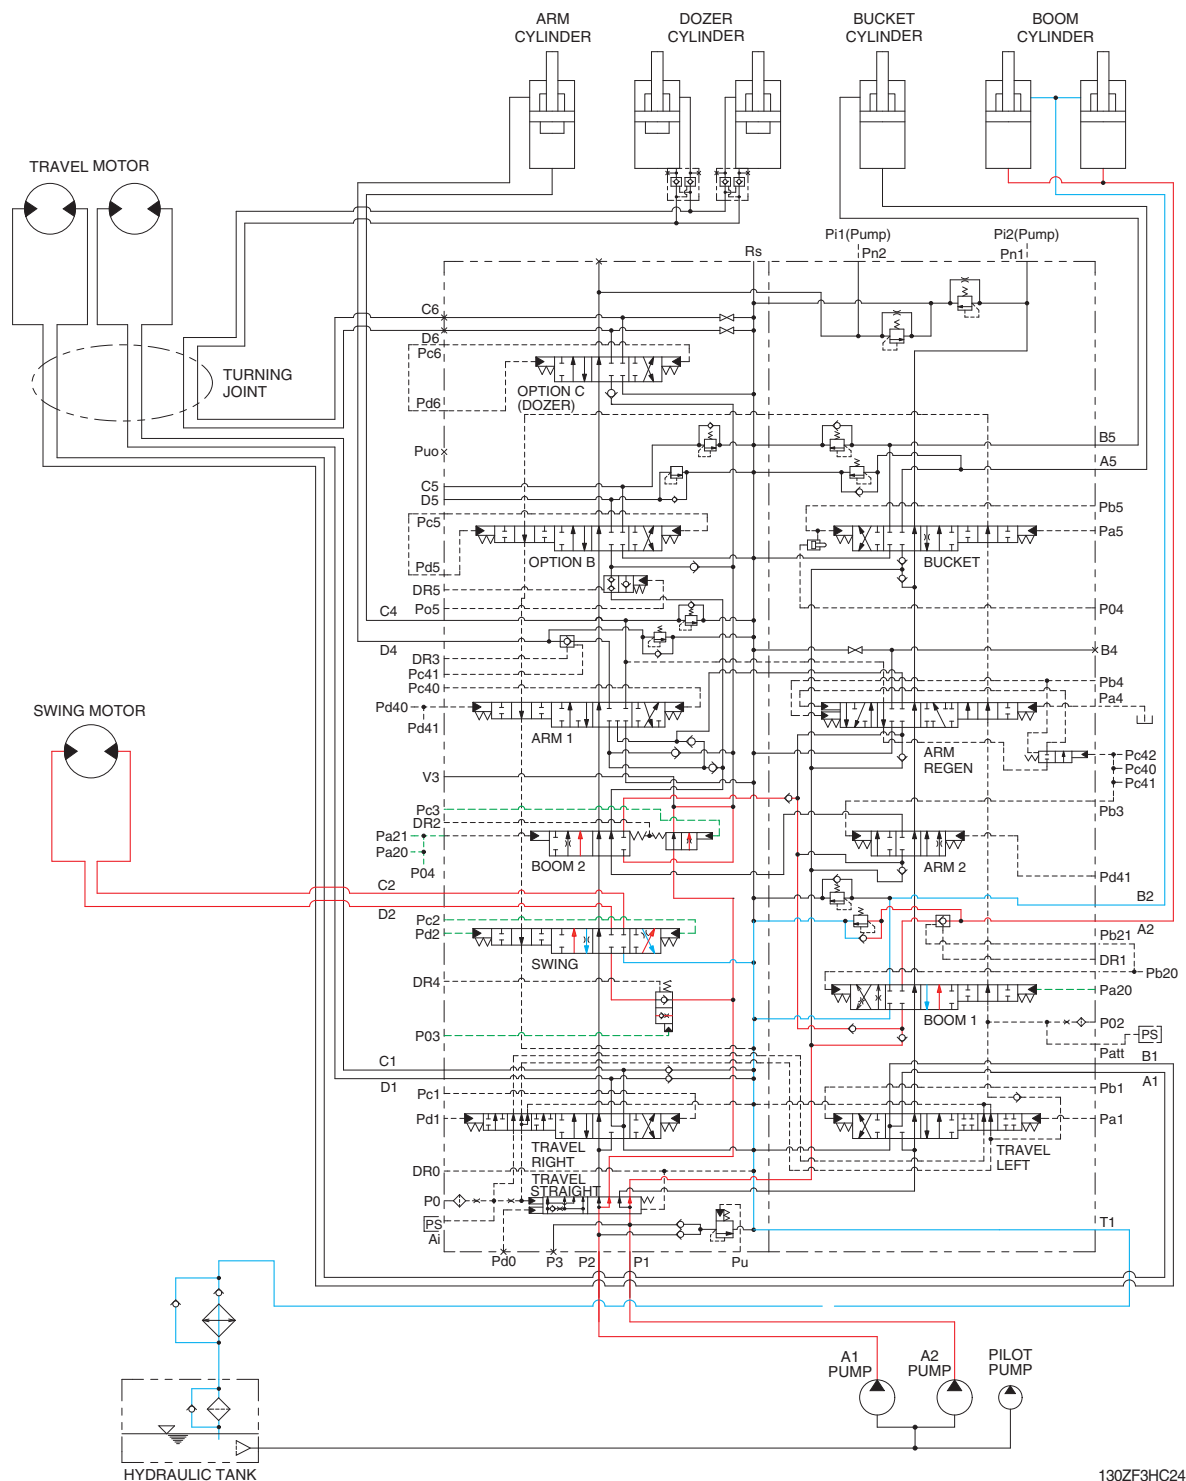 ARM
CYLINDER
DOZER
CYLINDER
BUCKET
CYLINDER
BOOM
CYLINDER
TRAVEL MOTOR
Pi1(Pump)
Pi2(Pump)
Rs
Pn2
Pn1
C6
D6
Pc6
TURNING
JOINT
OPTION C
(DOZER)
Pd6
B5
Puo
A5
C5
D5
Pb5
Pc5
Pa5
OPTION B
BUCKET
Pd5
DR5
Po5
P04
C4
D4
B4
DR3
Pc41
Pb4
Pc40
Pa4
SWING MOTOR
Pd40
Pd41
ARM 1
ARM
REGEN
Pc42
Pc40
Pc41
V3
Pc3
Pb3
DR2
Pa21
Pa20
BOOM 2
ARM 2
P04
Pd41
C2
B2
D2
Pc2
A2
Pd2
Pb21
SWING
DR1
Pb20
DR4
Pa20
BOOM 1
P03
P02
PS
Patt
C1
B1
D1
A1
Pc1
Pb1
Pd1
Pa1
TRAVEL
RIGHT
TRAVEL
LEFT
DR0
TRAVEL
STRAIGHT
P0
PS
Ai
T1
Pd0
P3
P2
P1
Pu
A1
PUMP
A2
PUMP
PILOT
PUMP
HYDRAULIC TANK
130ZF3HC24